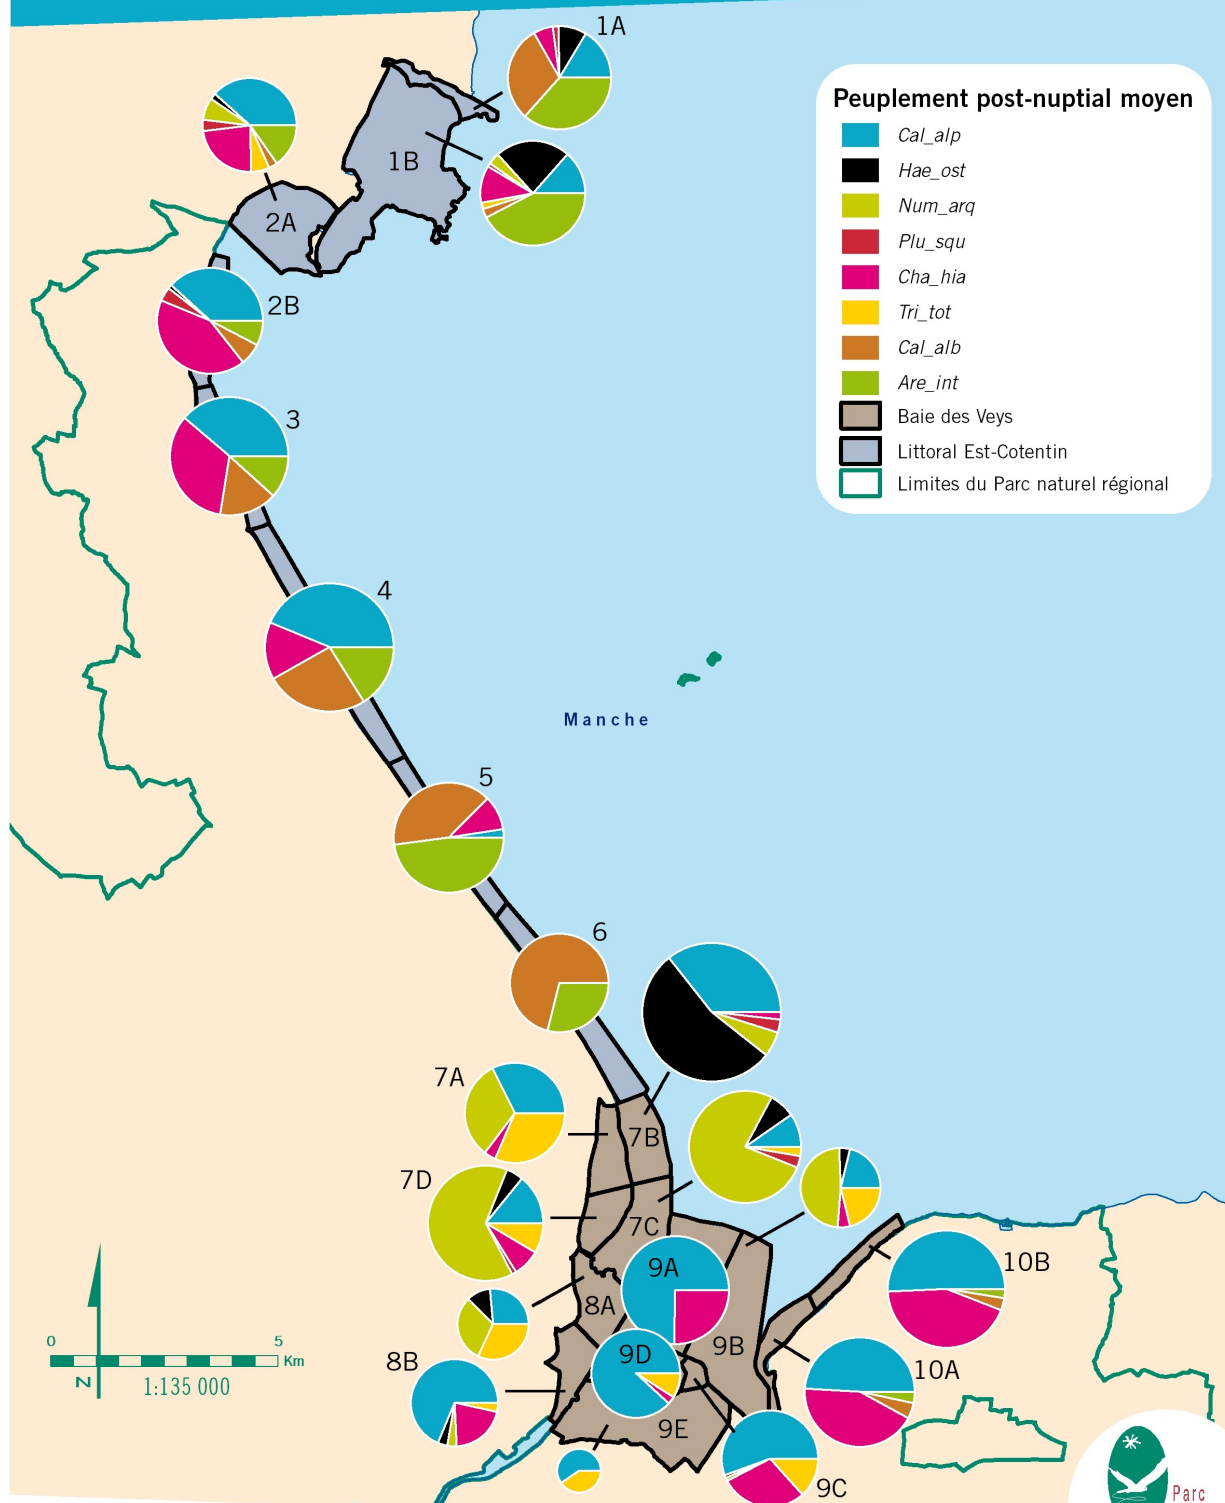 1A
Peuplement post-nuptial moyen
Cal_alp
Hae_ost
Num_arq
Plu_squ
Cha_hia
Tri_tot
Cal_alb
Are_int
Baie des Veys
Littoral Est-Cotentin
Limites du Parc naturel régional
1B
2A
2B
3
4
Manche
5
6
7A
7B
7D
7C
9A
10B
8A
9B
9D
8B
10A
9E
9C
0 5
Km
N
1:135 000
Parc